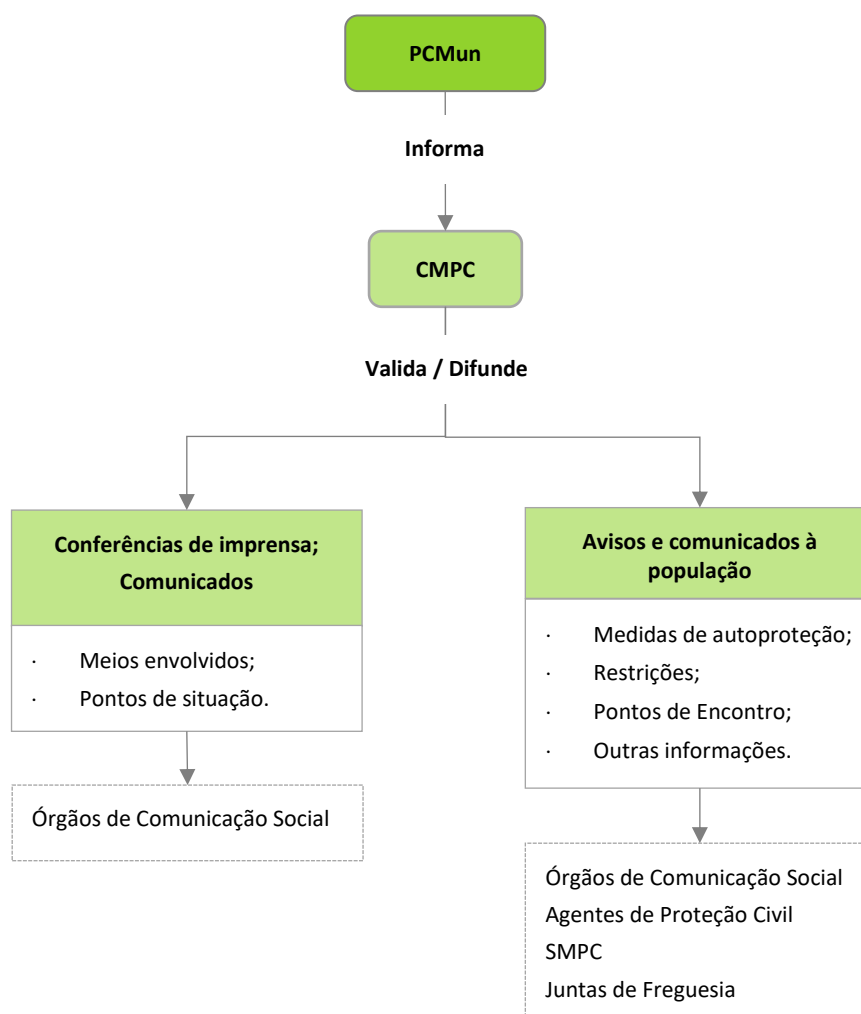 PCMun
Informa
CMPC
Valida / Difunde
Conferências de imprensa;
Comunicados
· Meios envolvidos;
· Pontos de situação.
Órgãos de Comunicação Social
Avisos e comunicados à
população
· Medidas de autoproteção;
· Restrições;
· Pontos de Encontro;
· Outras informações.
Órgãos de Comunicação Social
Agentes de Proteção Civil
SMPC
Juntas de Freguesia